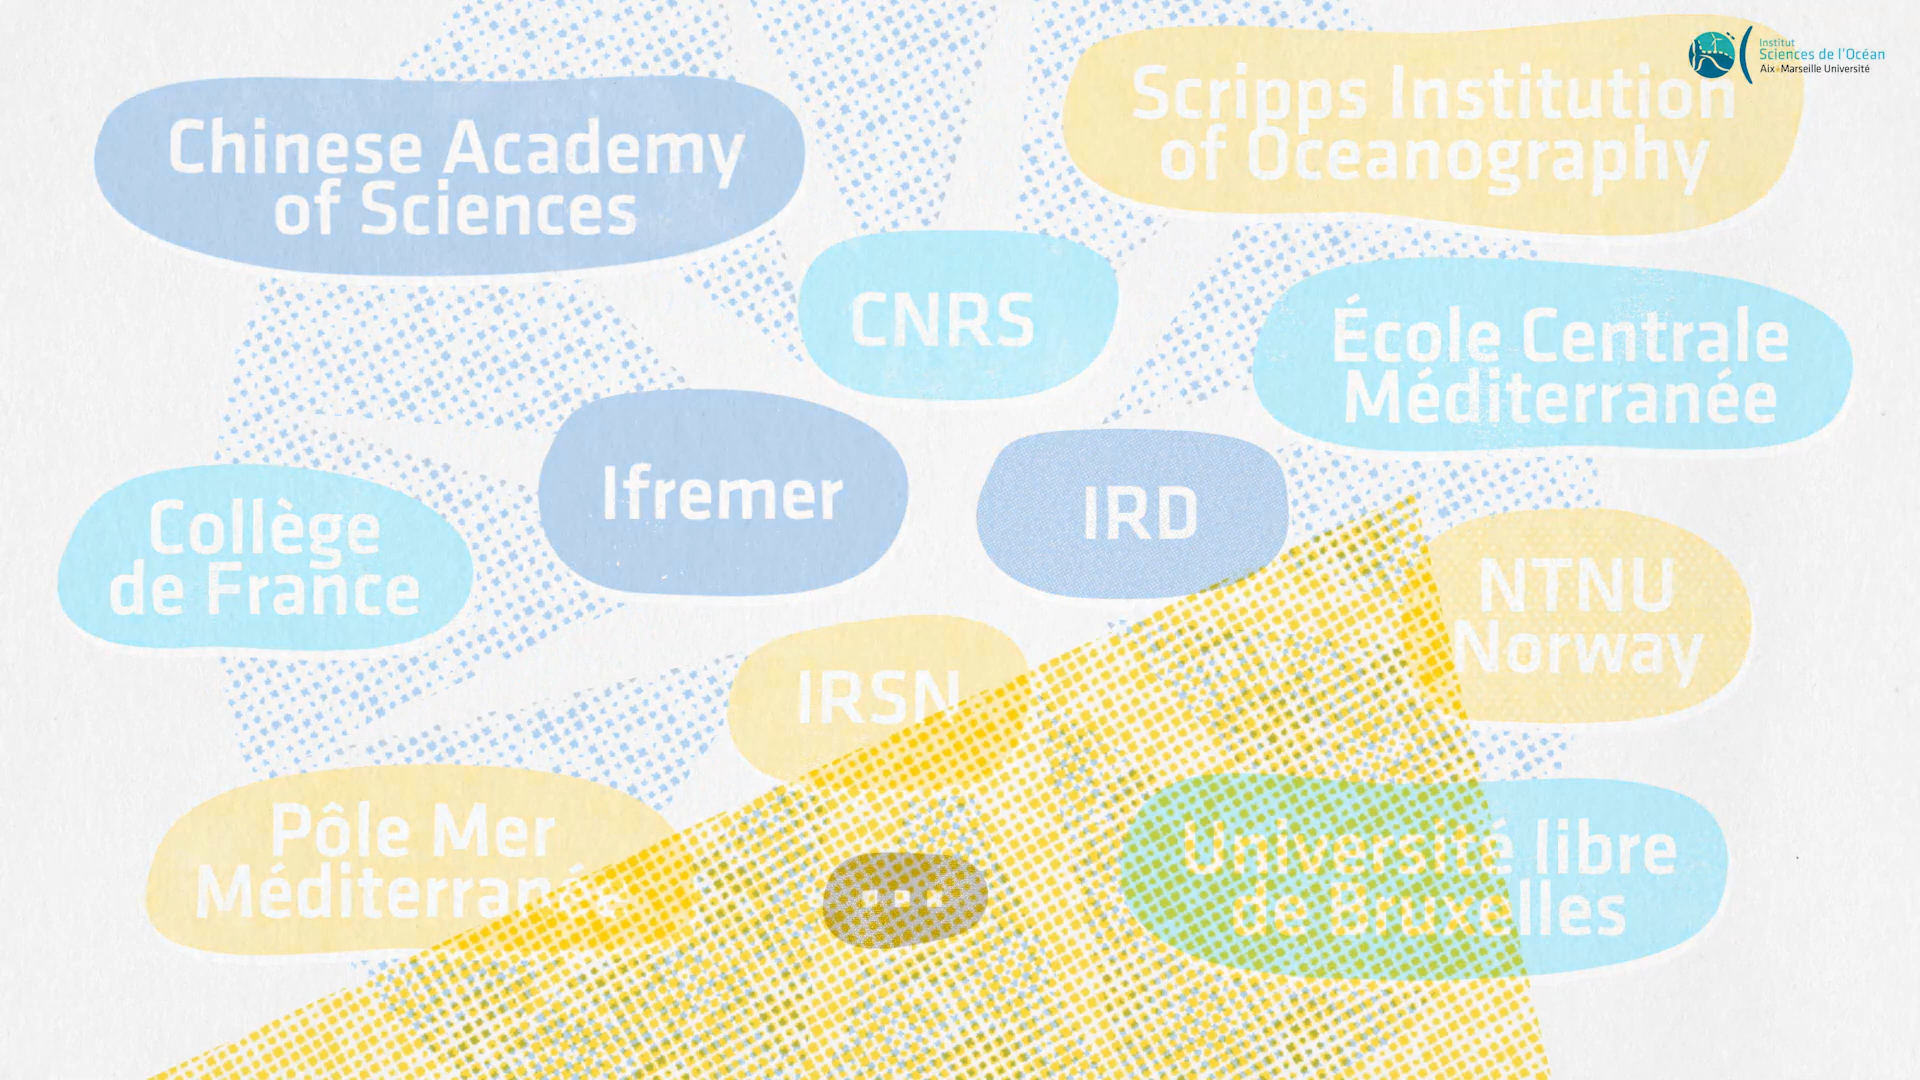 Institut
Sciences de l'Océan
Aix Marseille Université
Scripps Institution
of Oceanography
Chinese Academy
of Sciences
CNRS
École Centrale
Méditerranée
Ifremer
IRD
Collège
de France
NTNU
Norway
IRSN
Pôle Mer
Méditerranée
...
Université libre
de Bruxelles